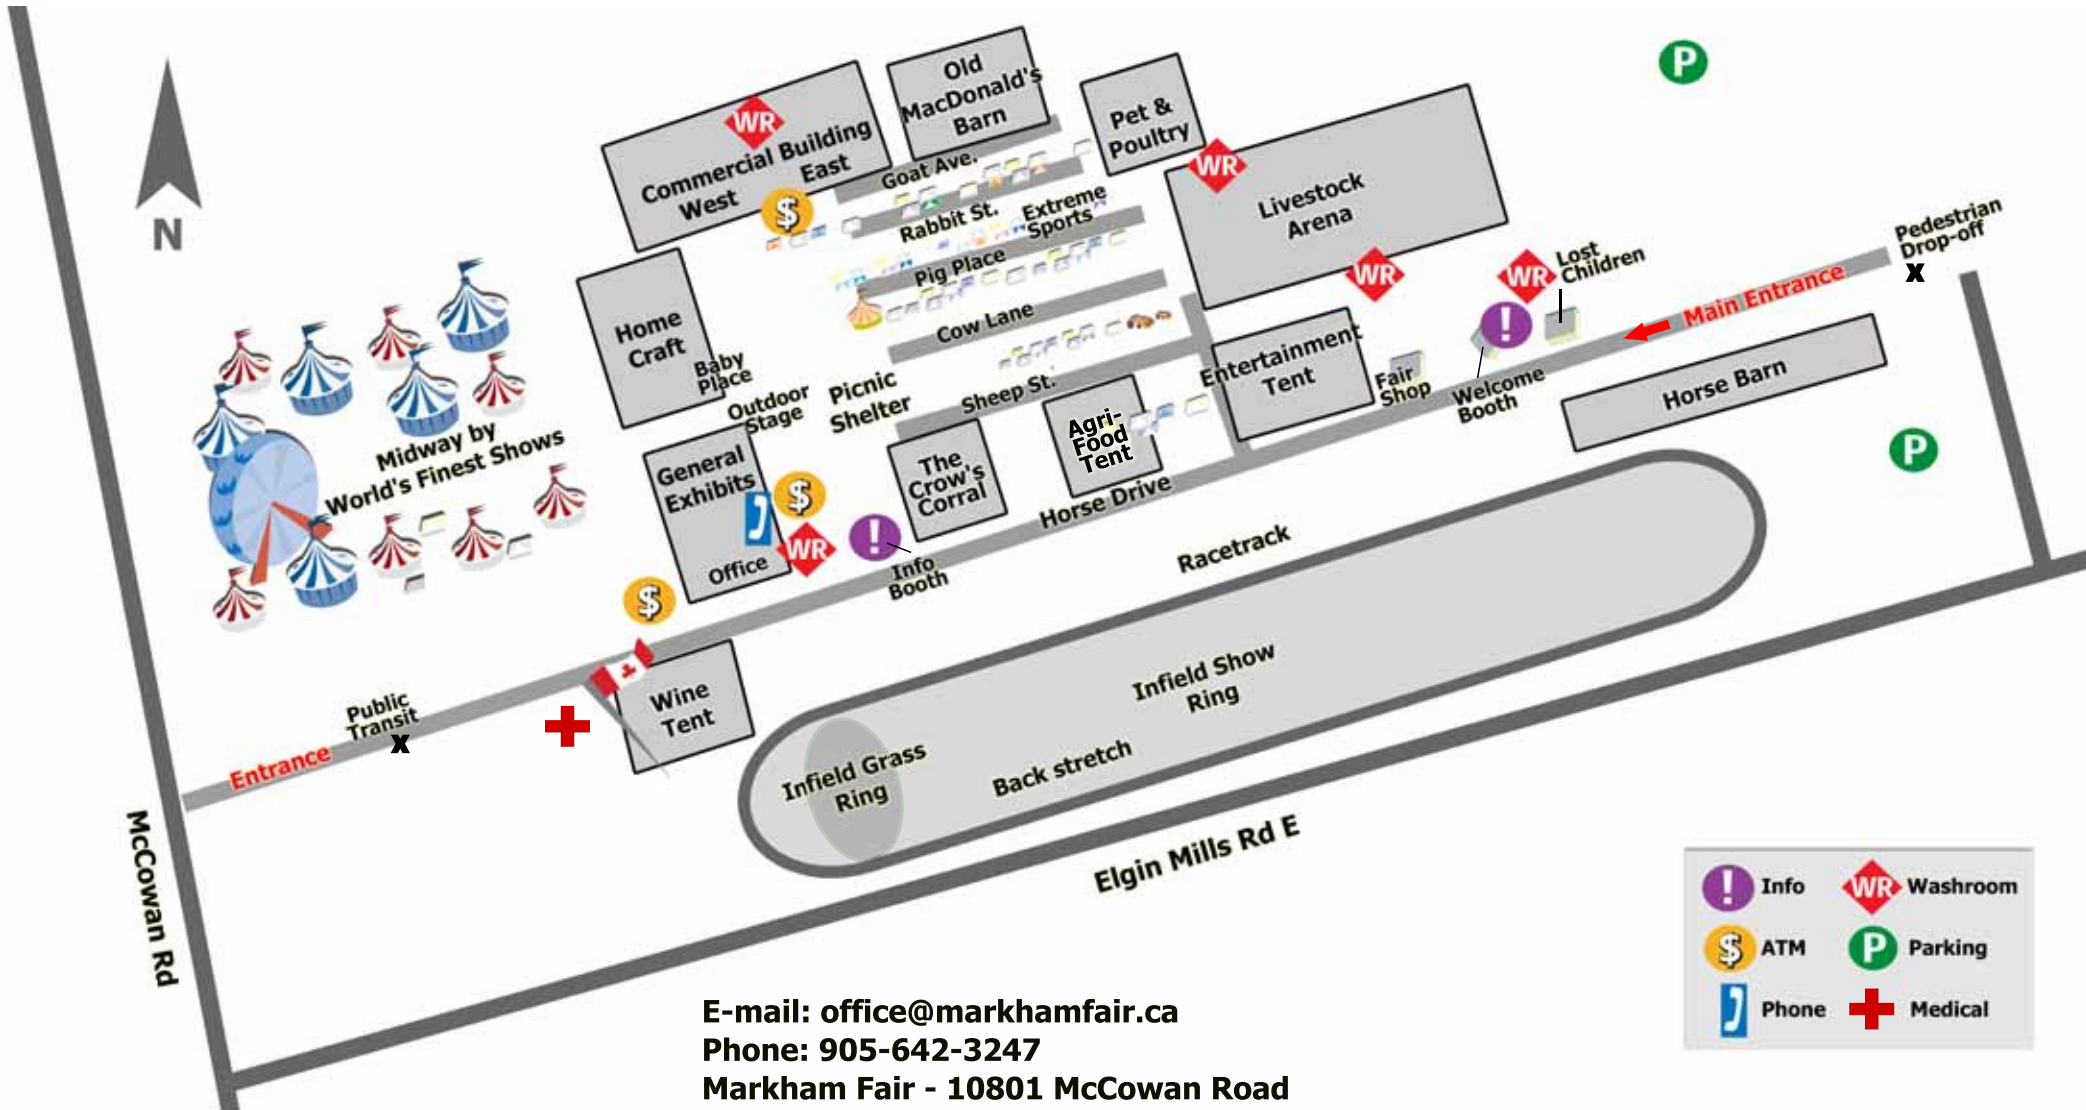 Old
MacDonald's
Barn
Pet &
Poultry
WR
Commercial Building
West East
$
Goat Ave.
Rabbit St.
Extreme
Sports
Pig Place
Cow Lane
Sheep St.
WR
Livestock
Arena
WR
P
N
Home
Craft
Baby
Place
Outdoor
Stage
Picnic
Shelter
Midway by
World's Finest Shows
General
Exhibits
Office
$
WR
$
!
Info
Booth
The
Crow's
Corral
Agri-
Food
Tent
Horse Drive
Entertainment
Tent
Fair
Shop
Welcome
Booth
!
WR
Lost
Children
Main Entrance
Pedestrian
Drop-off
X
Horse Barn
P
Racetrack
Infield Show
Ring
Infield Grass
Ring
Back stretch
Wine
Tent
Public
Transit
X
Entrance
McCowan Rd
Elgin Mills Rd E
! Info
WR Washroom
$ ATM
P Parking
Phone
Medical
E-mail: office@markhamfair.ca
Phone: 905-642-3247
Markham Fair - 10801 McCowan Road